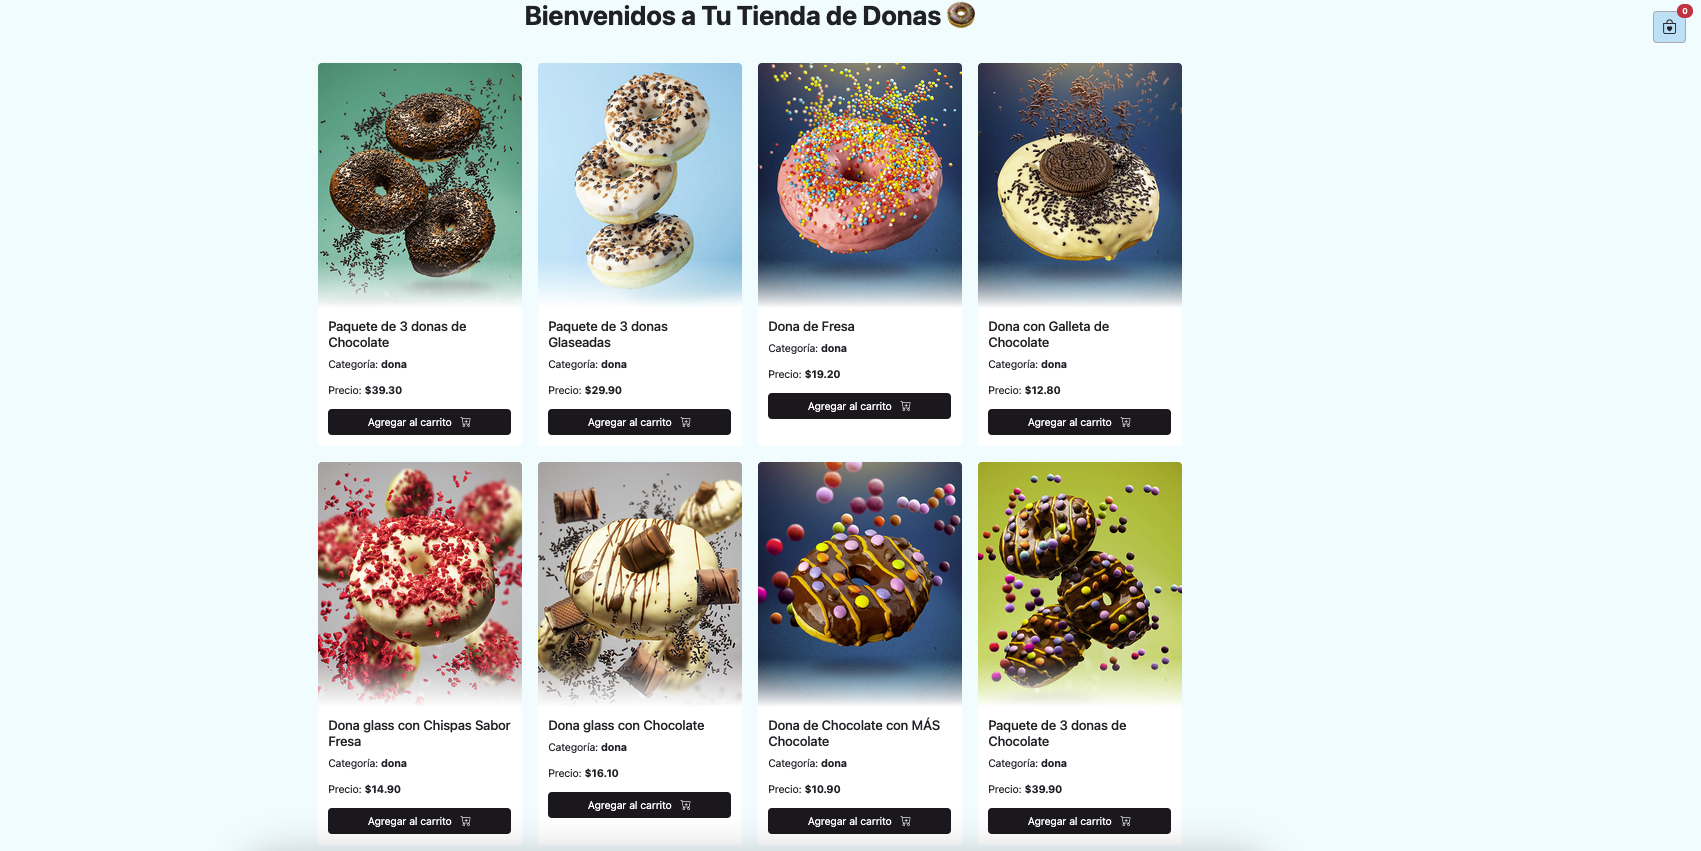 Bienvenidos a Tu Tienda de Donas
0
Paquete de 3 donas de
Chocolate
Categoría: dona
Precio: $39.30
Agregar al carrito
Paquete de 3 donas
Glaseadas
Categoría: dona
Precio: $29.90
Agregar al carrito
Dona de Fresa
Categoría: dona
Precio: $19.20
Agregar al carrito
Dona con Galleta de
Chocolate
Categoría: dona
Precio: $12.80
Agregar al carrito
Dona glass con Chispas Sabor
Fresa
Categoría: dona
Precio: $14.90
Agregar al carrito
Dona glass con Chocolate
Categoría: dona
Precio: $16.10
Agregar al carrito
Dona de Chocolate con MÁS
Chocolate
Categoría: dona
Precio: $10.90
Agregar al carrito
Paquete de 3 donas de
Chocolate
Categoría: dona
Precio: $39.90
Agregar al carrito